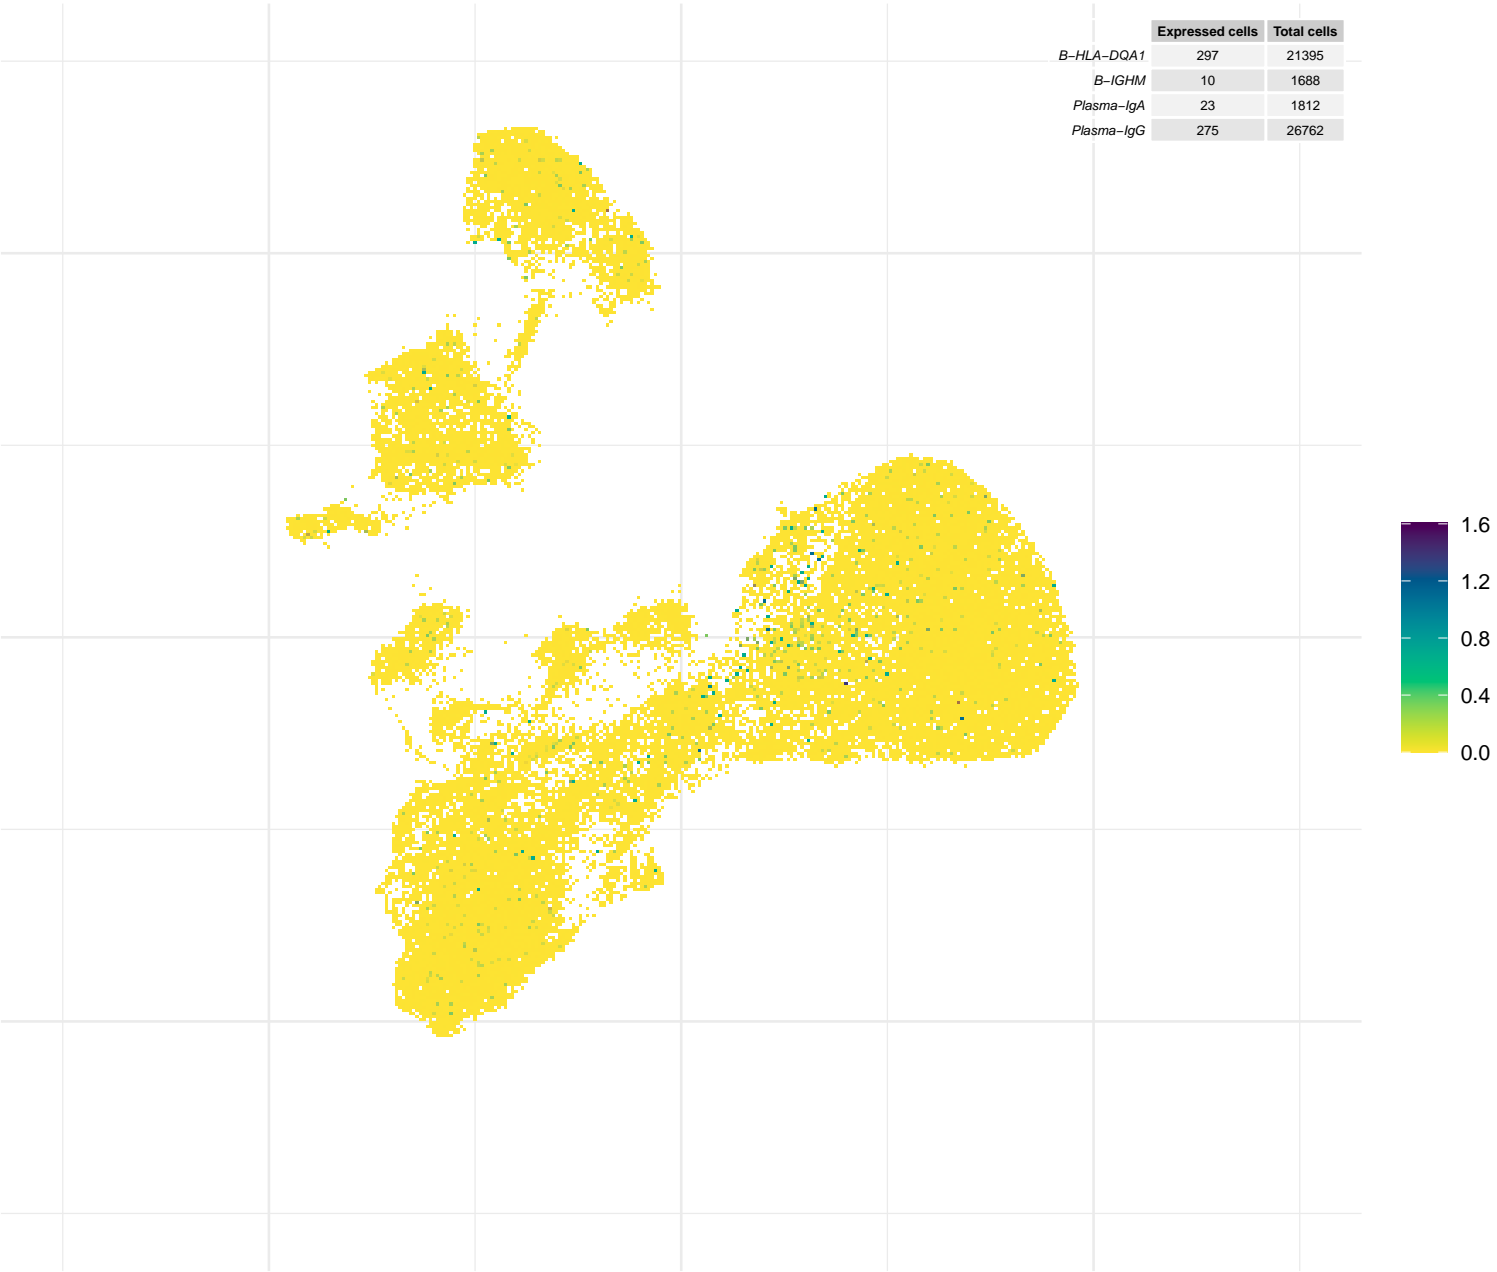 Expressed cells Total cells
B−HLA−DQA1 297 21395
B−IGHM 10 1688
Plasma−IgA 23 1812
Plasma−IgG 275 26762
1.6
1.2
0.8
0.4
0.0